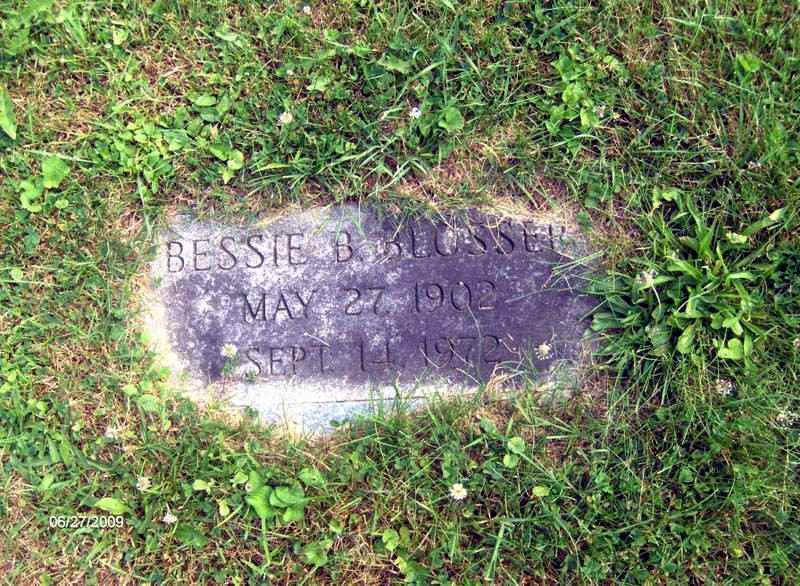 BESSIE B. BLOSSER
MAY 27, 1902
SEPT. 14, 1972
06/27/2009